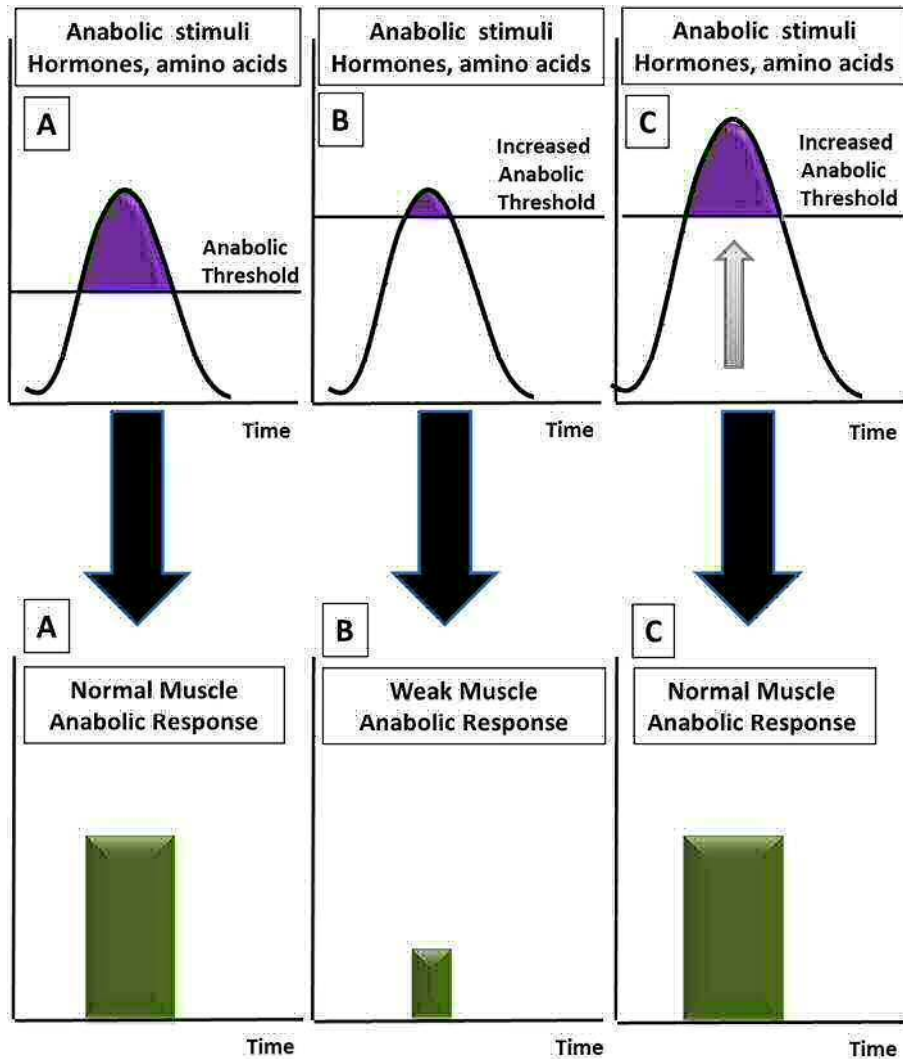 Anabolic stimuli
Hormones, amino acids
A
Anabolic
Threshold
Time
Anabolic stimuli
Hormones, amino acids
B
Increased
Anabolic
Threshold
Time
Anabolic stimuli
Hormones, amino acids
C
Increased
Anabolic
Threshold
Time
A
Normal Muscle
Anabolic Response
Time
B
Weak Muscle
Anabolic Response
Time
C
Normal Muscle
Anabolic Response
Time